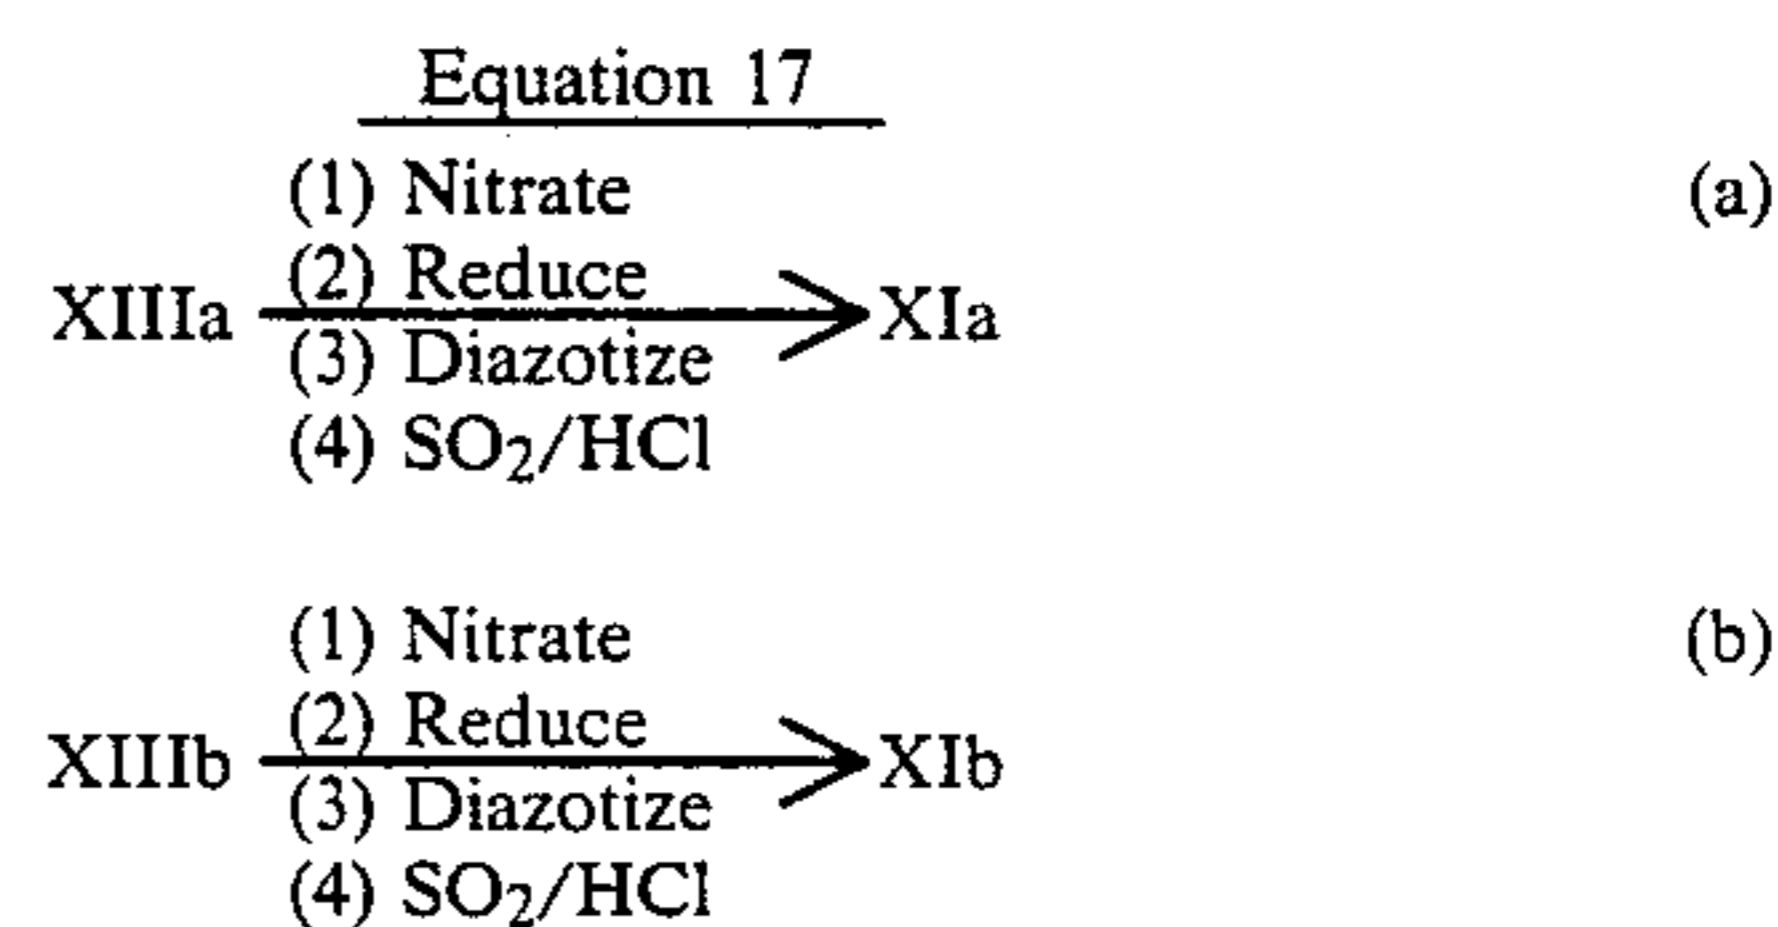 Equation 17
(1) Nitrate (a)
(2) Reduce
XIIIa XIa
(3) Diazotize
(4) SO₂/HCl
(1) Nitrate (b)
(2) Reduce
XIIIb XIb
(3) Diazotize
(4) SO₂/HCl